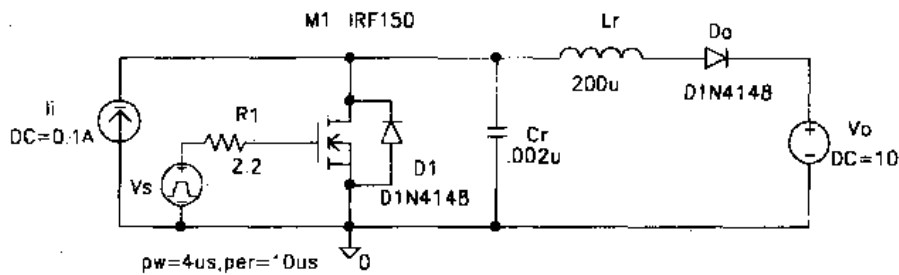 M1 IRF150
Lr
Do
200u
D1N4148
Ii
DC=0.1A
R1
2.2
Vs
D1
D1N4148
Cr
.002u
Vo
DC=10
0
pw=4us,per=10us